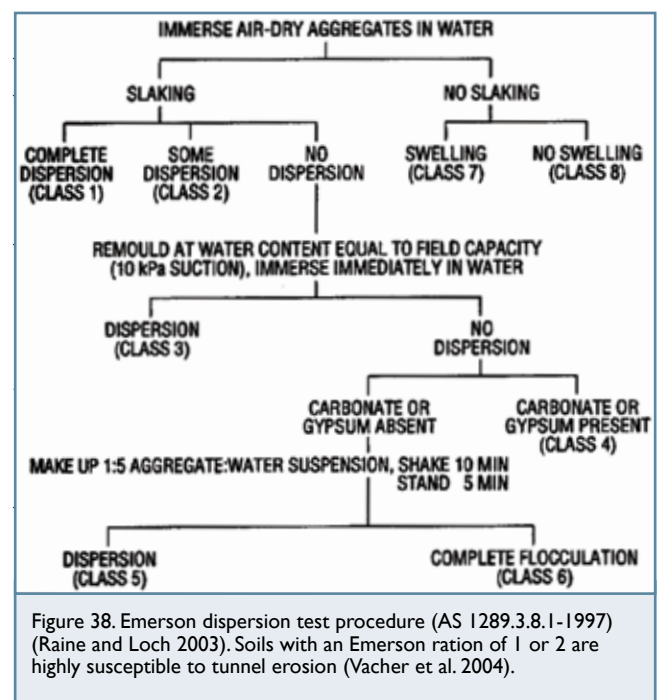 IMMERSE AIR-DRY AGGREGATES IN WATER
SLAKING
NO SLAKING
COMPLETE DISPERSION (CLASS 1)
SOME DISPERSION (CLASS 2)
NO DISPERSION
SWELLING (CLASS 7)
NO SWELLING (CLASS 8)
REMOULD AT WATER CONTENT EQUAL TO FIELD CAPACITY
(10 kPa SUCTION), IMMERSE IMMEDIATELY IN WATER
DISPERSION (CLASS 3)
NO DISPERSION
CARBONATE OR GYPSUM ABSENT
CARBONATE OR GYPSUM PRESENT (CLASS 4)
MAKE UP 1:5 AGGREGATE:WATER SUSPENSION, SHAKE 10 MIN
STAND 5 MIN
DISPERSION (CLASS 5)
COMPLETE FLOCCULATION (CLASS 6)
Figure 38. Emerson dispersion test procedure (AS 1289.3.8.1-1997)
(Raine and Loch 2003). Soils with an Emerson ration of 1 or 2 are
highly susceptible to tunnel erosion (Vacher et al. 2004).